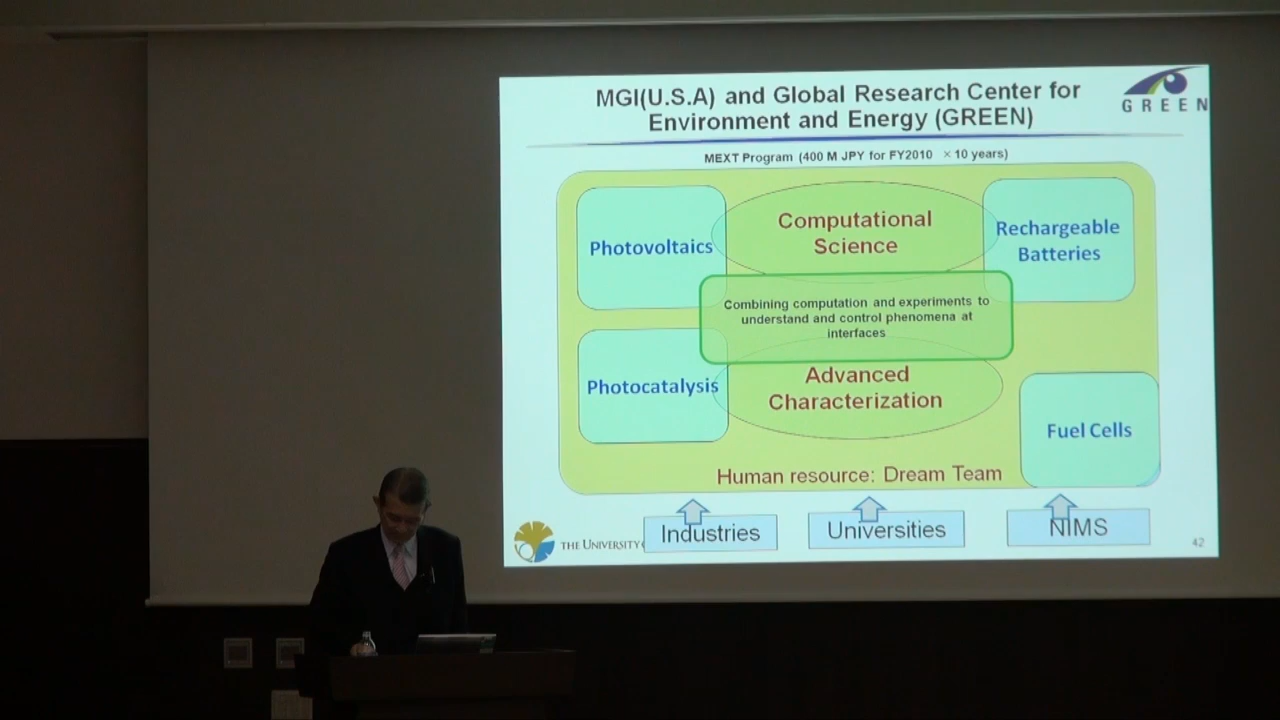 MGI(U.S.A) and Global Research Center for
Environment and Energy (GREEN)
GREEN
MEXT Program (400 M JPY for FY2010 × 10 years)
Photovoltaics
Computational
Science
Rechargeable
Batteries
Combining computation and experiments to
understand and control phenomena at
interfaces
Photocatalysis
Advanced
Characterization
Fuel Cells
Human resource: Dream Team
Industries
Universities
NIMS
THE UNIVERSITY
42